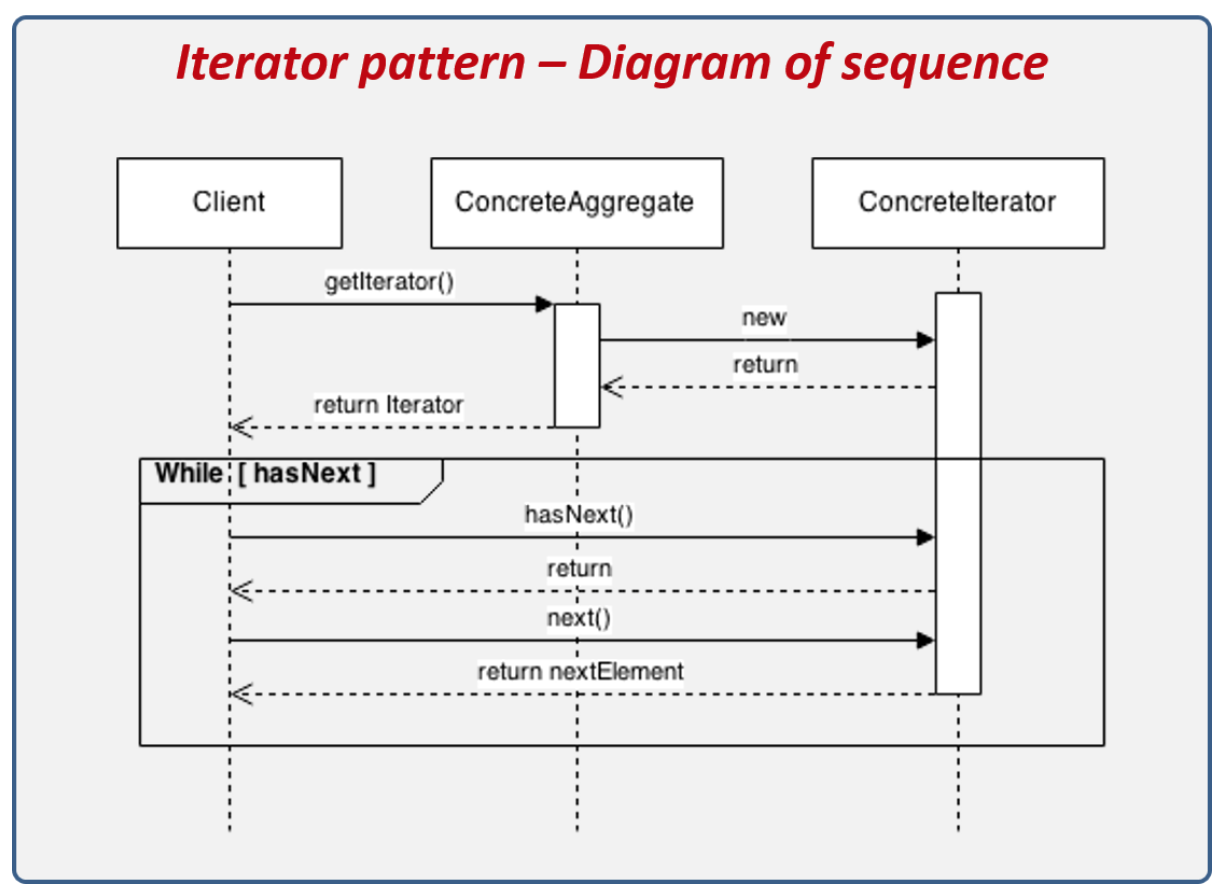 Iterator pattern – Diagram of sequence
Client
ConcreteAggregate
ConcreteIterator
getIterator()
new
return
return Iterator
While [ hasNext ]
hasNext()
return
next()
return nextElement